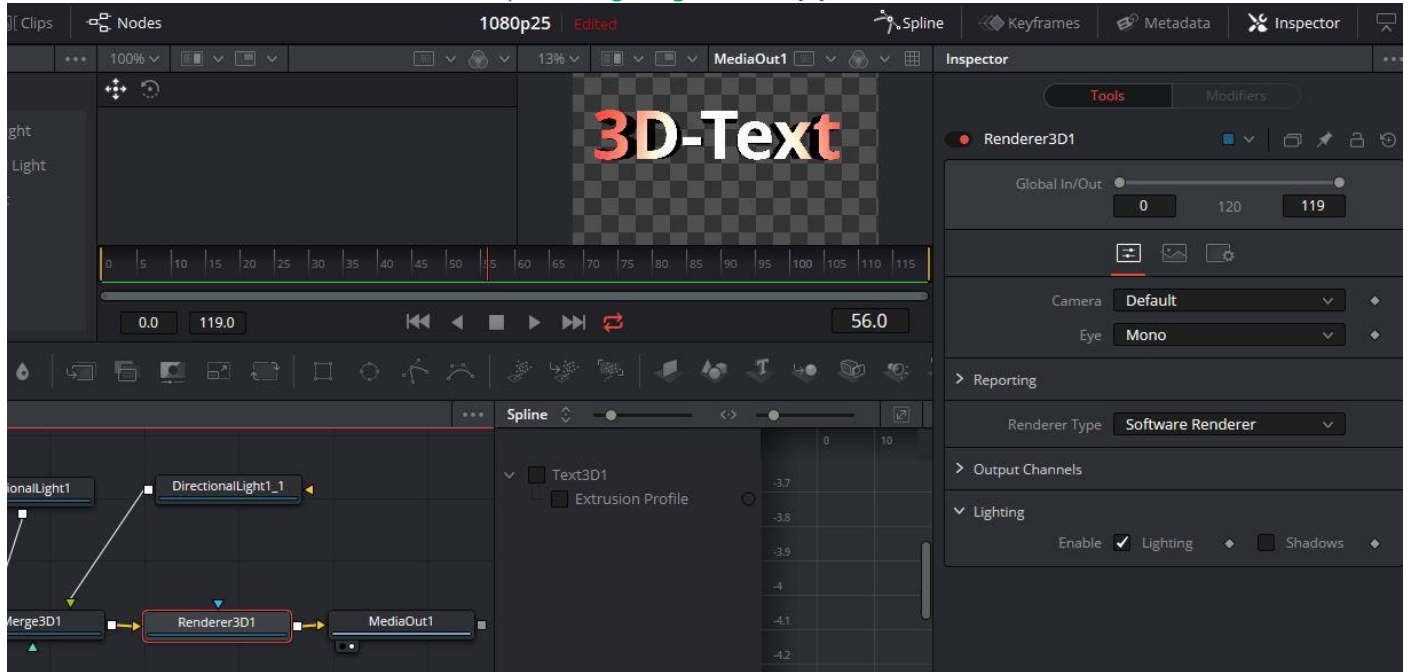 Clips Nodes 1080p25 Edited Spline Keyframes Metadata Inspector
100% 13% MediaOut1 Inspector
Tools Modifiers
3D-Text
Renderer3D1
ght
Light
Global In/Out
0 120 119
0 5 10 15 20 25 30 35 40 45 50 55 60 65 70 75 80 85 90 95 100 105 110 115
Camera Default
0.0 119.0 56.0
Eye Mono
Reporting
Spline
Renderer Type Software Renderer
0 10
Output Channels
Text3D1
-3.7
ionalLight1 DirectionalLight1_1
Extrusion Profile
-3.8
Lighting
Enable Lighting Shadows
-3.9
-4
Merge3D1 Renderer3D1 MediaOut1
-4.1
-4.2